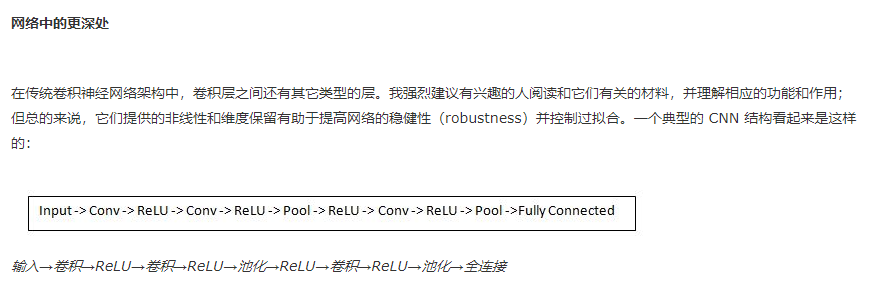 网络中的更深处
在传统卷积神经网络架构中，卷积层之间还有其它类型的层。我强烈建议有兴趣的人阅读和它们有关的材料，并理解相应的功能和作用；
但总的来说，它们提供的非线性和维度保留有助于提高网络的稳健性（robustness）并控制过拟合。一个典型的 CNN 结构看起来是这样
的：
Input -> Conv -> ReLU -> Conv -> ReLU -> Pool -> ReLU -> Conv -> ReLU -> Pool ->Fully Connected
输入→卷积→ReLU→卷积→ReLU→池化→ReLU→卷积→ReLU→池化→全连接